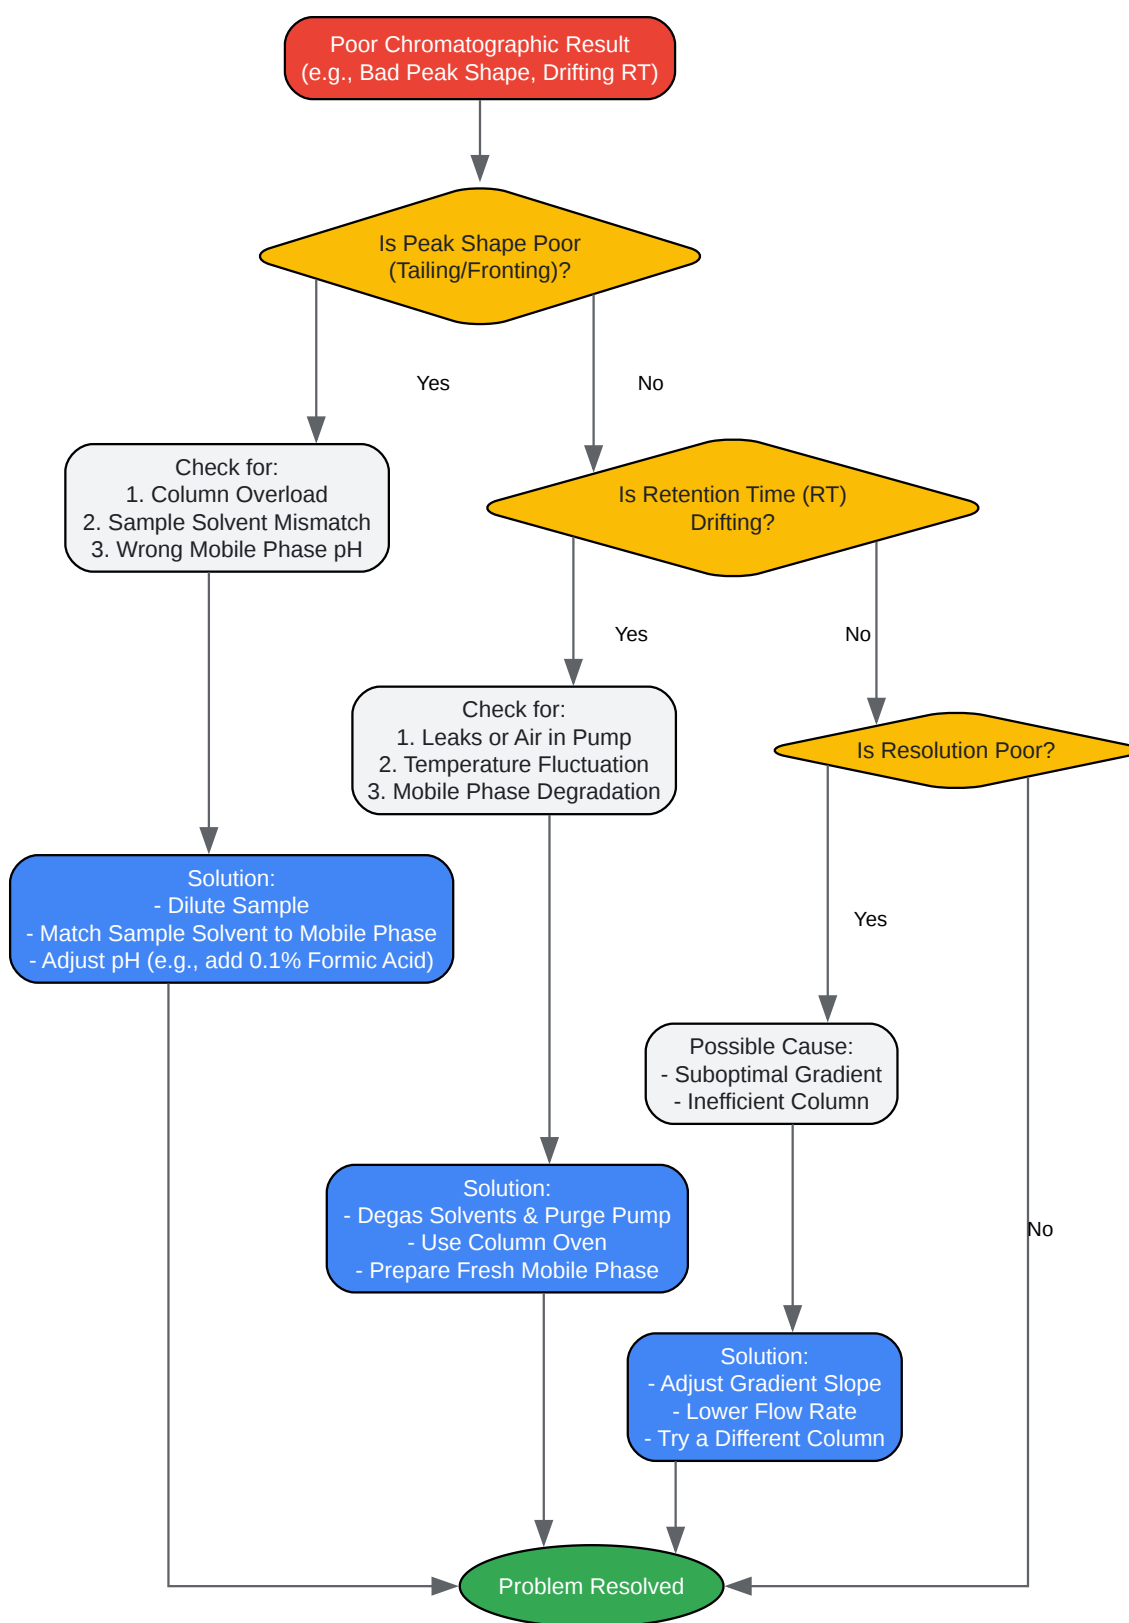 Poor Chromatographic Result
(e.g., Bad Peak Shape, Drifting RT)
Is Peak Shape Poor
(Tailing/Fronting)?
Yes
No
Check for:
1. Column Overload
2. Sample Solvent Mismatch
3. Wrong Mobile Phase pH
Is Retention Time (RT)
Drifting?
Yes
No
Check for:
1. Leaks or Air in Pump
2. Temperature Fluctuation
3. Mobile Phase Degradation
Is Resolution Poor?
Solution:
- Dilute Sample
- Match Sample Solvent to Mobile Phase
- Adjust pH (e.g., add 0.1% Formic Acid)
Yes
Possible Cause:
- Suboptimal Gradient
- Inefficient Column
Solution:
- Degas Solvents & Purge Pump
- Use Column Oven
- Prepare Fresh Mobile Phase
No
Solution:
- Adjust Gradient Slope
- Lower Flow Rate
- Try a Different Column
Problem Resolved